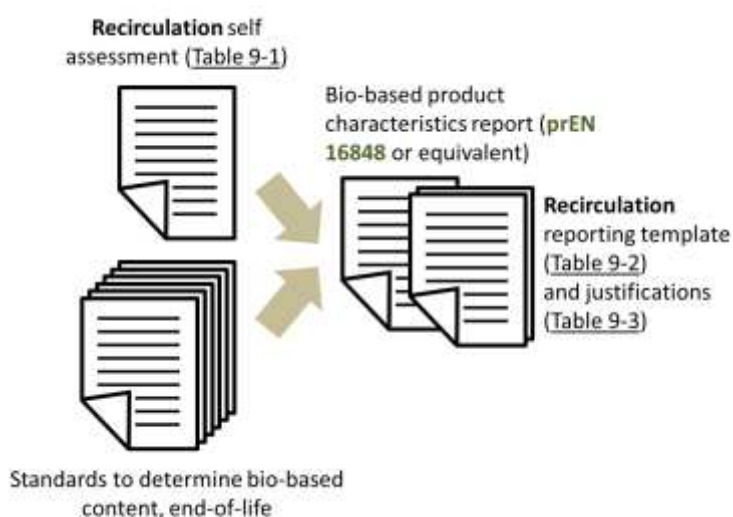 Recirculation self
assessment (Table 9-1)
Bio-based product
characteristics report (prEN
16848 or equivalent)
Recirculation
reporting template
(Table 9-2)
and justifications
(Table 9-3)
Standards to determine bio-based
content, end-of-life